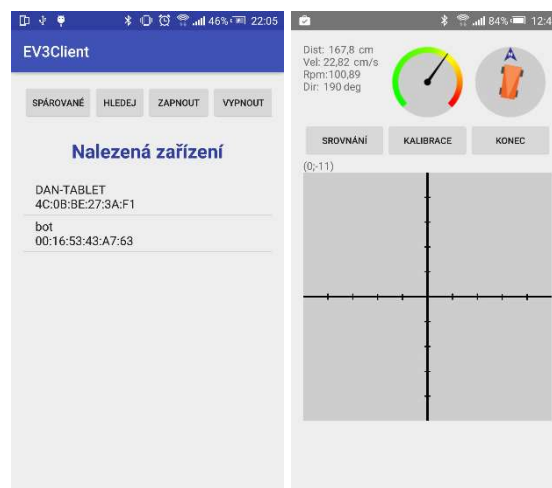 46% 22:05
EV3Client
SPÁROVANÉ HLEDEJ ZAPNOUT VYPNOUT
Nalezená zařízení
DAN-TABLET
4C:0B:BE:27:3A:F1
bot
00:16:53:43:A7:63
84% 12:4
Dist: 167,8 cm
Vel: 22,82 cm/s
Rpm:100,89
Dir: 190 deg
SROVNÁNÍ KALIBRACE KONEC
(0;-11)